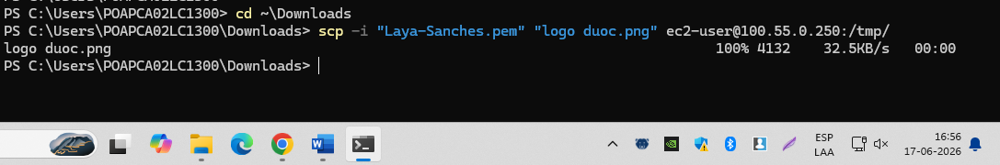 PS C:\Users\POAPCA02LC1300> cd ~\Downloads
PS C:\Users\POAPCA02LC1300\Downloads> scp -i "Laya-Sanches.pem" "logo duoc.png" ec2-user@100.55.0.250:/tmp/
logo duoc.png 100% 4132 32.5KB/s 00:00
PS C:\Users\POAPCA02LC1300\Downloads>
ESP
LAA
16:56
17-06-2026